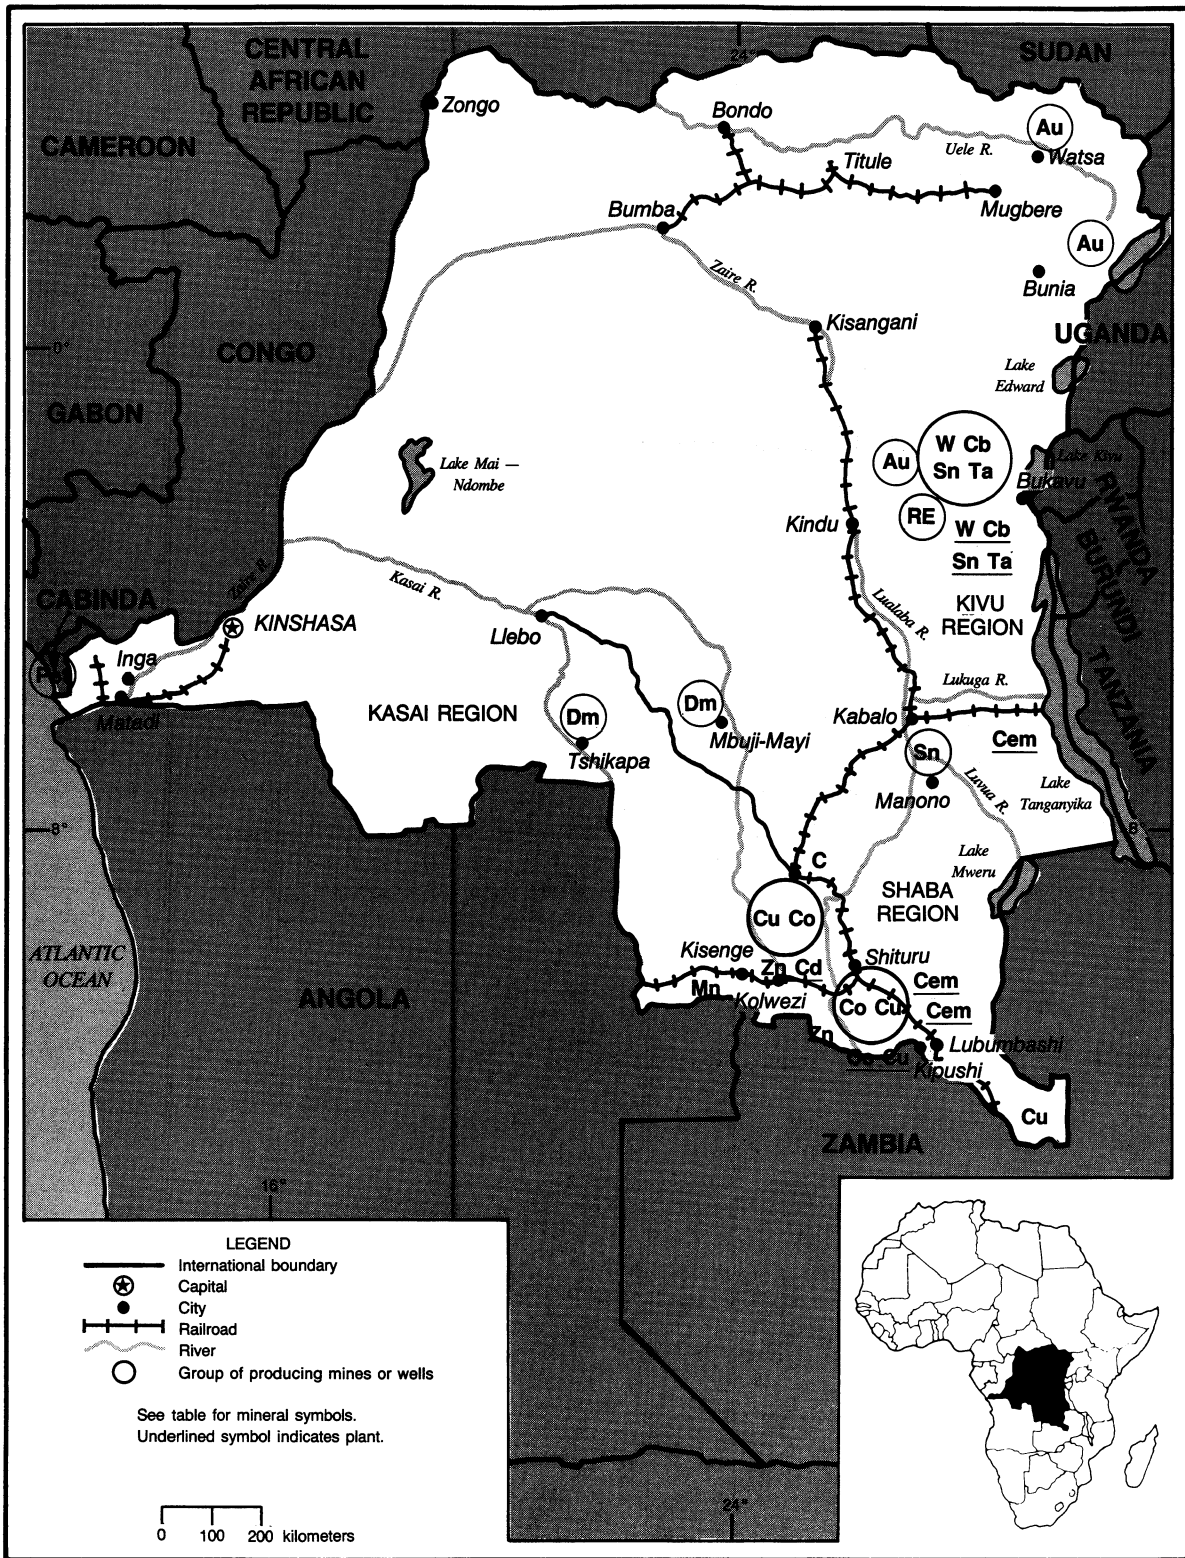 CENTRAL
AFRICAN
REPUBLIC
24°
SUDAN
Zongo
Bondo
Au
CAMEROON
Uele R.
Watsa
Titule
Bumba
Mugbere
Au
Zaire R.
Bunia
Kisangani
UGANDA
0°
CONGO
Lake
Edward
GABON
W Cb
Sn Ta
Au
Lake Kivu
Lake Mai —
Ndombe
Bukavu
RWANDA
Kindu
RE
W Cb
Sn Ta
BURUNDI
Zaire R.
Kasai R.
CABINDA
KINSHASA
Llebo
Lualaba R.
KIVU
REGION
TANZANIA
Inga
Lukuga R.
Matadi
KASAI REGION
Dm
Dm
Kabalo
Mbuji-Mayi
Cem
Tshikapa
Sn
Manono
Luvua R.
Lake
Tanganyika
8°
8
C
Lake
Mweru
SHABA
REGION
Cu Co
ATLANTIC
OCEAN
Kisenge
Shituru
Zn Cd
Mn
Kolwezi
Cem
ANGOLA
Co Cu
Cem
Zn
Lubumbashi
Co Cu
Kipushi
Cu
ZAMBIA
16°
LEGEND
International boundary
Capital
City
Railroad
River
Group of producing mines or wells
See table for mineral symbols.
Underlined symbol indicates plant.
0 100 200 kilometers
24°